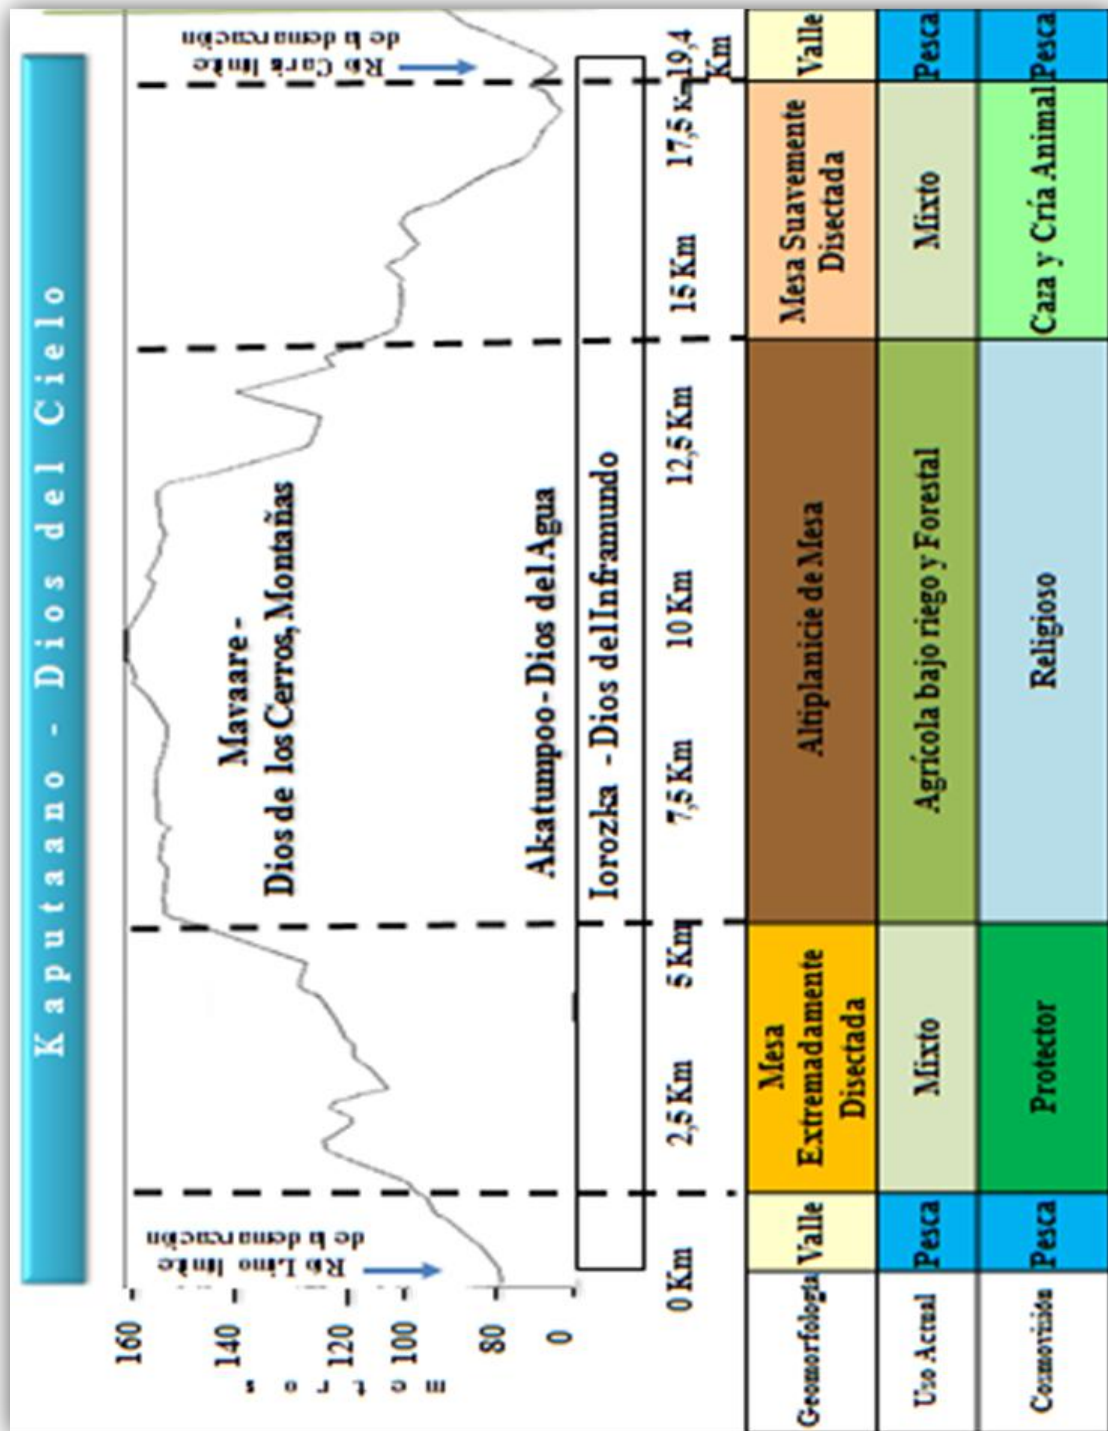 Kaputaano - Dios del Cielo
160
140
120
100
80
0
metros
Río Limo límite
de la demarcación
Río Caris límite
de la demarcación
Mavaare -
Dios de los Cerros, Montañas
Akatumpoo - Dios del Agua
Iorozka - Dios del Inframundo
0 Km
2,5 Km
5 Km
7,5 Km
10 Km
12,5 Km
15 Km
17,5 Km
19,4
Km
Geomorfología
Valle
Mesa
Extremadamente
Disectada
Altiplanicie de Mesa
Mesa Suavemente
Disectada
Valle
Uso Actual
Pesca
Mixto
Agrícola bajo riego y Forestal
Mixto
Pesca
Cosmovisión
Pesca
Protector
Religioso
Caza y Cría Animal
Pesca